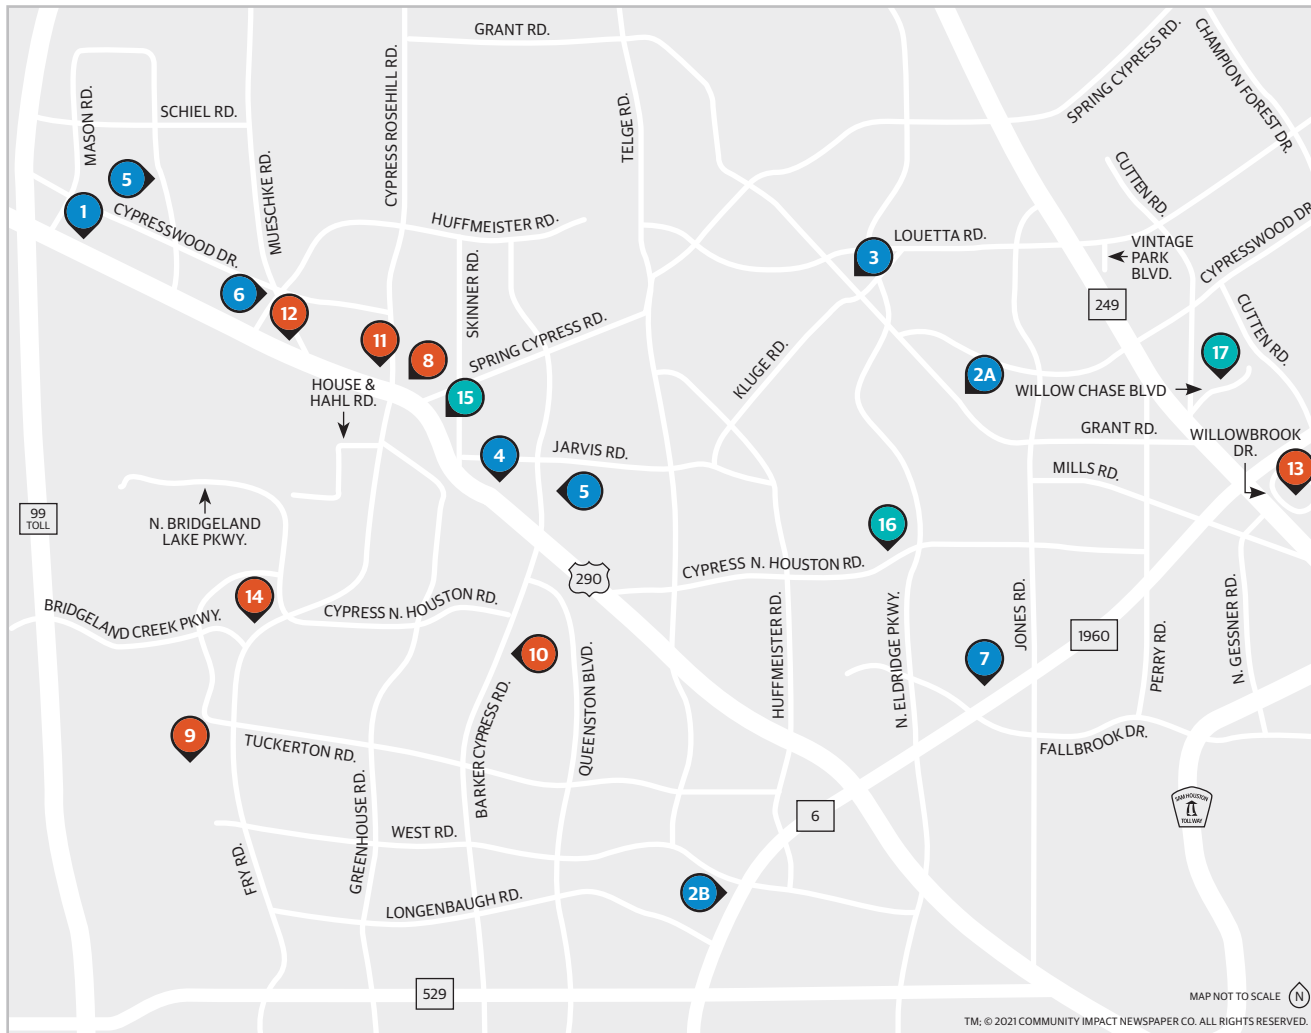 GRANT RD.
SPRING CYPRESS RD.
CHAMPION FOREST DR.
CYPRESS ROSEHILL RD.
TELGE RD.
MASON RD.
SCHIEL RD.
MUESCHKE RD.
5
1
CYPRESSWOOD DR.
HUFFMEISTER RD.
SKINNER RD.
LOUETTA RD.
3
CUTTEN RD.
VINTAGE
PARK
BLVD.
CYPRESSWOOD DR.
249
CUTTEN RD.
6
12
11
8
SPRING CYPRESS RD.
15
HOUSE &
HAHL RD.
KLUGE RD.
2A
17
WILLOW CHASE BLVD
GRANT RD.
WILLOWBROOK
DR.
13
MILLS RD.
4
JARVIS RD.
5
99
TOLL
N. BRIDGELAND
LAKE PKWY.
16
290
CYPRESS N. HOUSTON RD.
14
BRIDGELAND CREEK PKWY.
CYPRESS N. HOUSTON RD.
10
HUFFMEISTER RD.
N. ELDRIDGE PKWY.
7
JONES RD.
1960
PERRY RD.
N. GESSNER RD.
9
TUCKERTON RD.
BARKER CYPRESS RD.
QUEENSTON BLVD.
FALLBROOK DR.
GREENHOUSE RD.
WEST RD.
6
SAM HOUSTON
TOLLWAY
FRY RD.
LONGENBAUGH RD.
2B
529
MAP NOT TO SCALE
N
TM; © 2021 COMMUNITY IMPACT NEWSPAPER CO. ALL RIGHTS RESERVED.